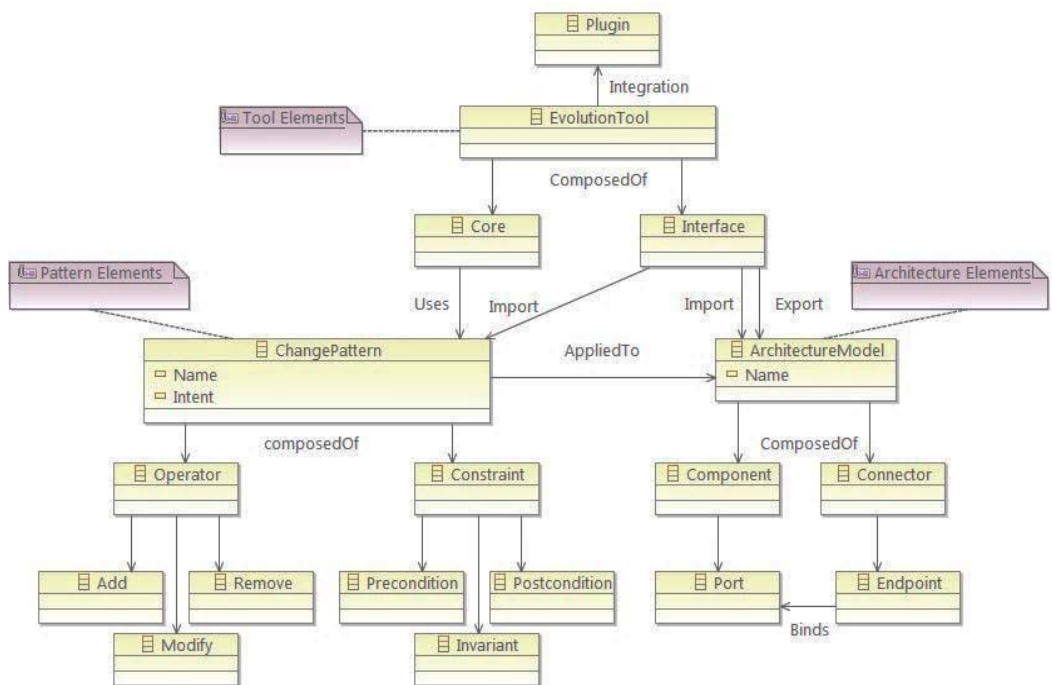 Plugin
Integration
Tool Elements
EvolutionTool
ComposedOf
Core
Interface
Pattern Elements
Architecture Elements
Uses
Import
Import
Export
ChangePattern
Name
Intent
AppliedTo
ArchitectureModel
Name
composedOf
ComposedOf
Operator
Constraint
Component
Connector
Add
Remove
Precondition
Postcondition
Port
Endpoint
Binds
Modify
Invariant